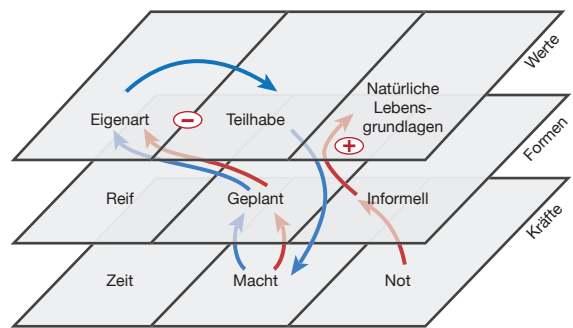 Werte
Natürliche
Lebens-
grundlagen
Eigenart
−
Teilhabe
+
Formen
Reif
Geplant
Informell
Kräfte
Zeit
Macht
Not